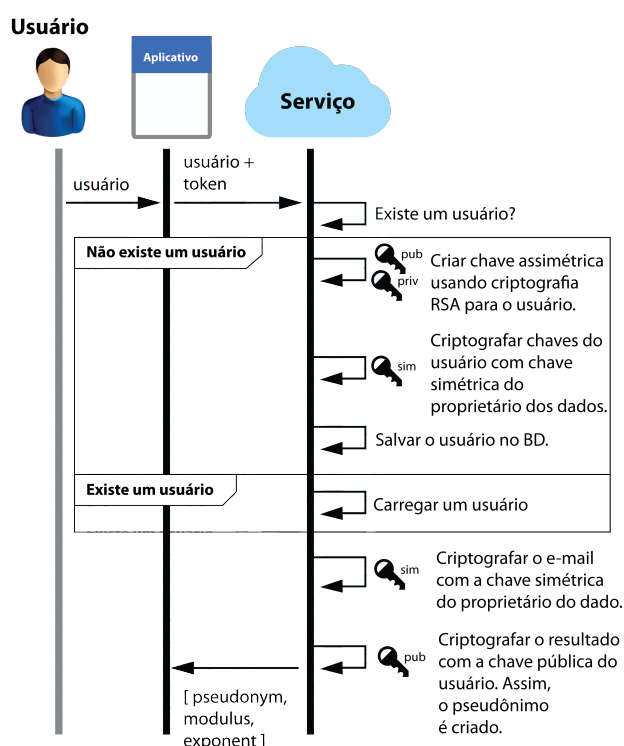 Usuário
Aplicativo
Serviço
usuário
usuário +
token
Existe um usuário?
Não existe um usuário
pub
priv
Criar chave assimétrica
usando criptografia
RSA para o usuário.
sim
Criptografar chaves do
usuário com chave
simétrica do
proprietário dos dados.
Salvar o usuário no BD.
Existe um usuário
Carregar um usuário
sim
Criptografar o e-mail
com a chave simétrica
do proprietário do dado.
pub
Criptografar o resultado
com a chave pública do
usuário. Assim,
o pseudônimo
é criado.
[ pseudonym,
modulus,
exponent ]